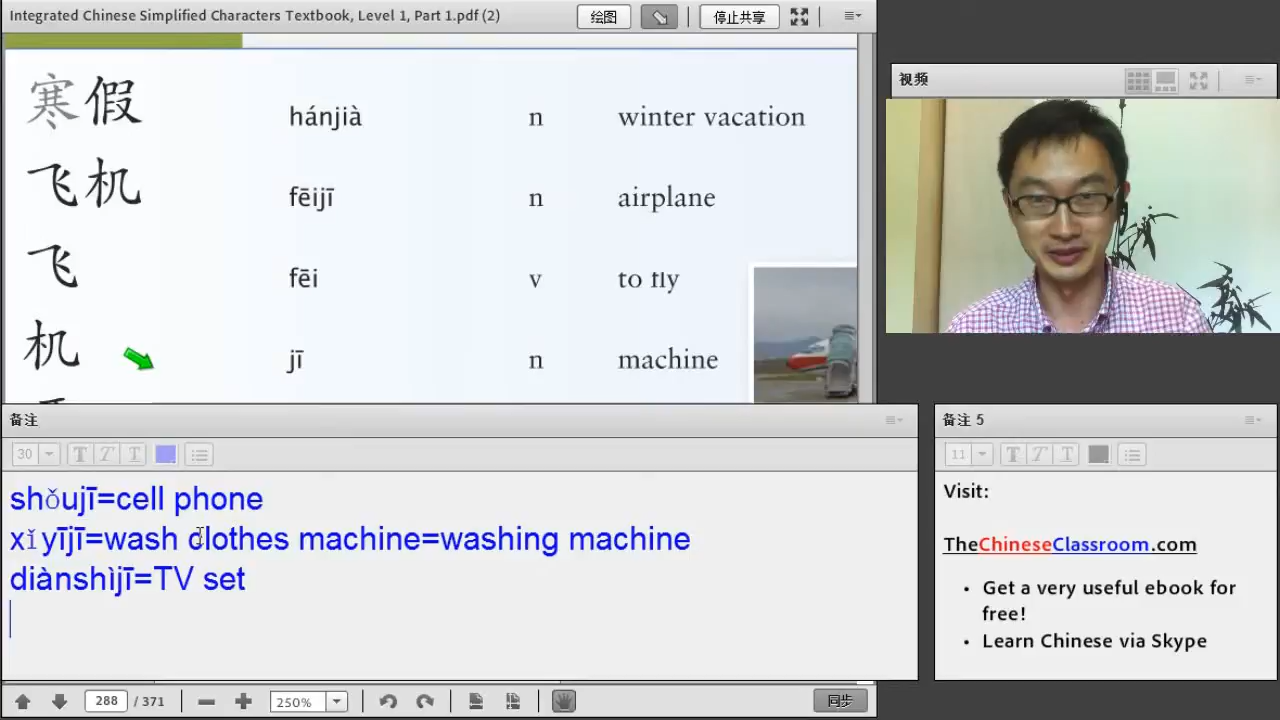 Integrated Chinese Simplified Characters Textbook, Level 1, Part 1.pdf (2)
绘图
停止共享
寒假 hánjià n winter vacation
飞机 fēijī n airplane
飞 fēi v to fly
机 jī n machine
视频
备注
30 T T T
shǒujī=cell phone
xǐyījī=wash clothes machine=washing machine
diànshìjī=TV set
288 / 371 250%
同步
备注 5
11 T T T
Visit:
TheChineseClassroom.com
• Get a very useful ebook for
free!
• Learn Chinese via Skype